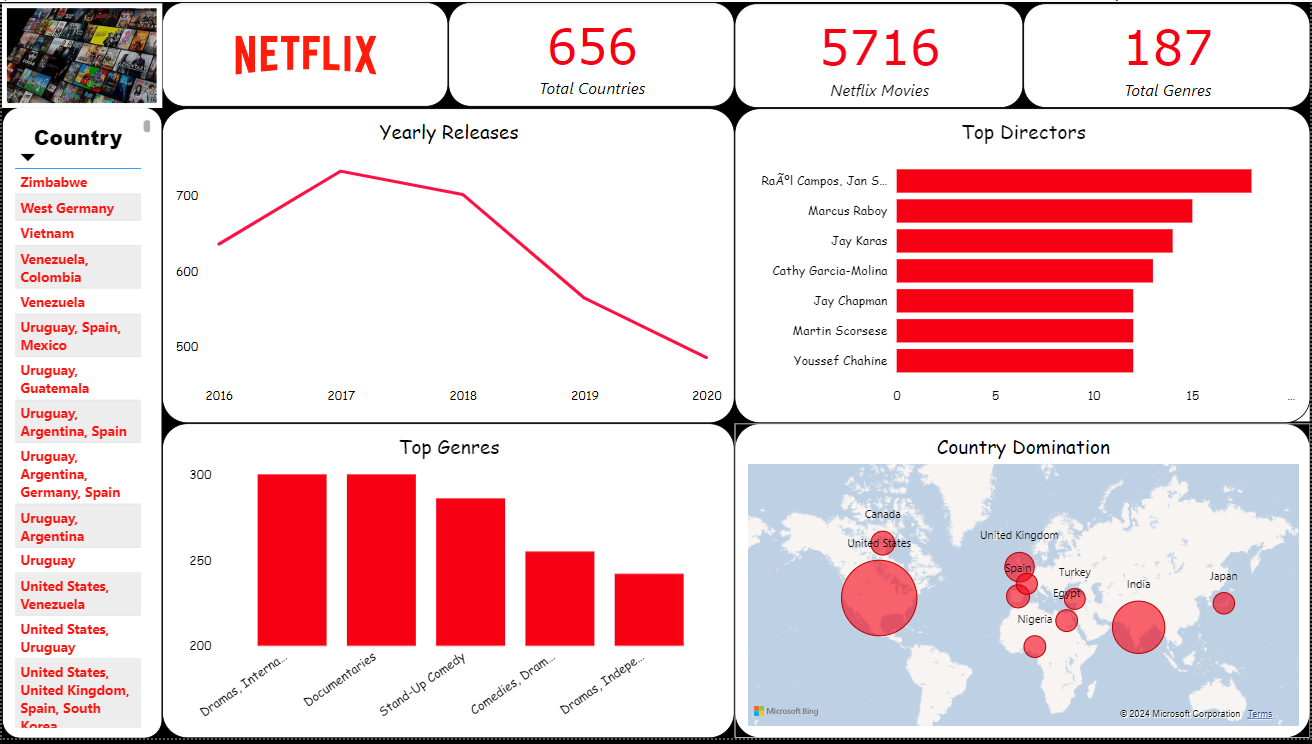 NETFLIX
656
Total Countries
5716
Netflix Movies
187
Total Genres
Country
Zimbabwe
West Germany
Vietnam
Venezuela,
Colombia
Venezuela
Uruguay, Spain,
Mexico
Uruguay,
Guatemala
Uruguay,
Argentina, Spain
Uruguay,
Argentina,
Germany, Spain
Uruguay,
Argentina
Uruguay
United States,
Venezuela
United States,
Uruguay
United States,
United Kingdom,
Spain, South
Korea
Yearly Releases
700
600
500
2016 2017 2018 2019 2020
Top Directors
RaÃºl Campos, Jan S...
Marcus Raboy
Jay Karas
Cathy Garcia-Molina
Jay Chapman
Martin Scorsese
Youssef Chahine
0 5 10 15 ...
Top Genres
300
250
200
Dramas, Interna...
Documentaries
Stand-Up Comedy
Comedies, Dram...
Dramas, Indepe...
Country Domination
Canada
United States
United Kingdom
Spain
Turkey
Egypt
Nigeria
India
Japan
Microsoft Bing
© 2024 Microsoft Corporation Terms